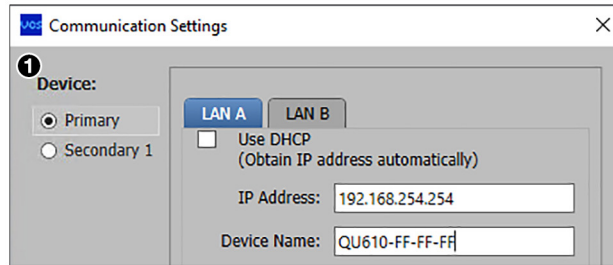 VCS Communication Settings
1
Device:
Primary
Secondary 1
LAN A LAN B
Use DHCP
(Obtain IP address automatically)
IP Address: 192.168.254.254
Device Name: QU610-FF-FF-FF